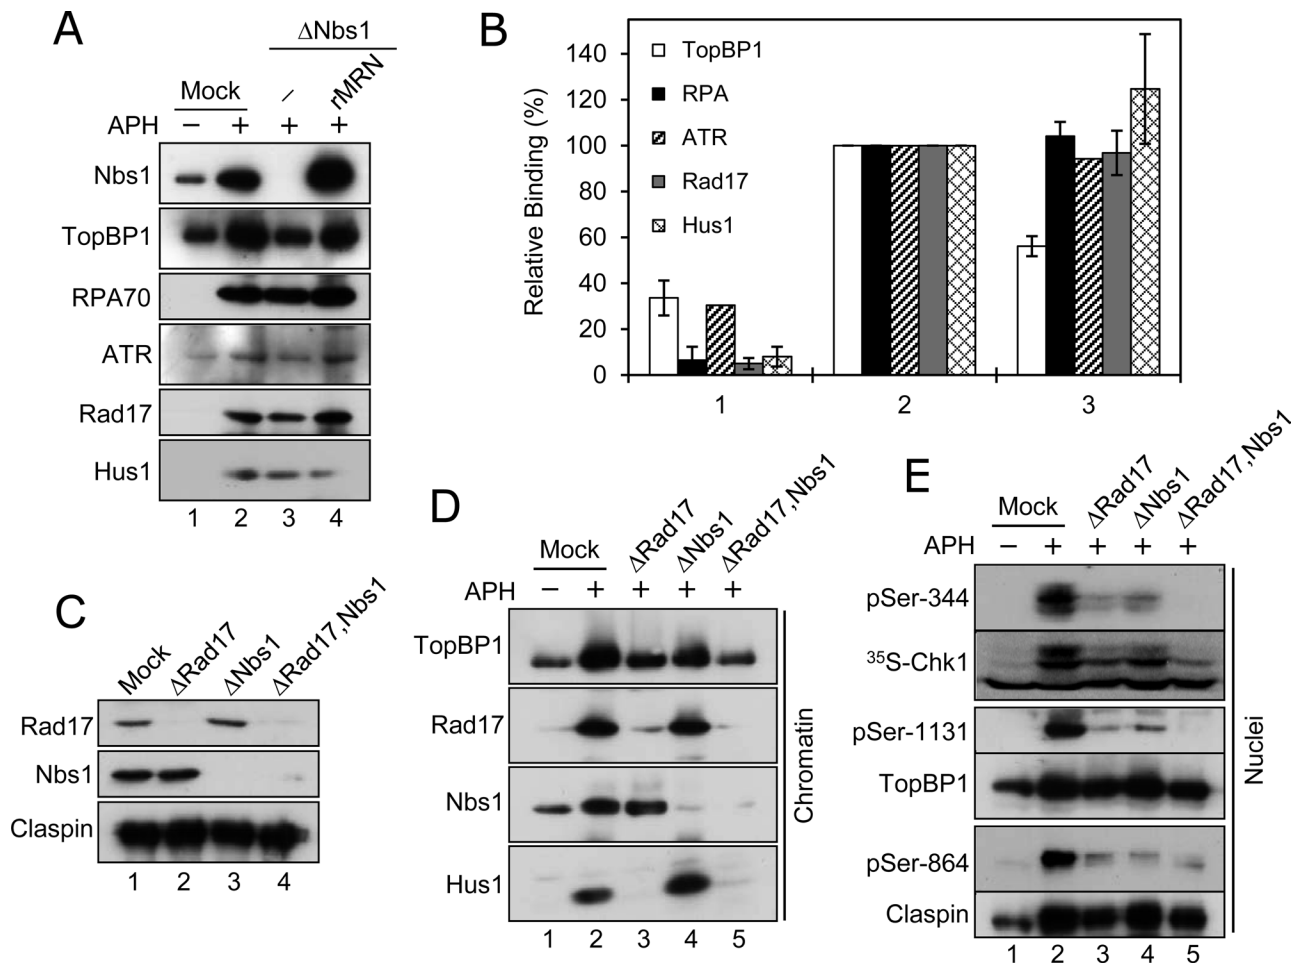 A
ΔNbs1
Mock
/
rMRN
APH
− + + +
Nbs1
TopBP1
RPA70
ATR
Rad17
Hus1
1 2 3 4
B
Relative Binding (%)
140
120
100
80
60
40
20
0
TopBP1
RPA
ATR
Rad17
Hus1
1 2 3
C
Mock
ΔRad17
ΔNbs1
ΔRad17,Nbs1
Rad17
Nbs1
Claspin
1 2 3 4
D
Mock
ΔRad17
ΔNbs1
ΔRad17,Nbs1
APH
− + + + +
TopBP1
Rad17
Nbs1
Hus1
Chromatin
1 2 3 4 5
E
Mock
ΔRad17
ΔNbs1
ΔRad17,Nbs1
APH
− + + + +
pSer-344
³⁵S-Chk1
pSer-1131
TopBP1
pSer-864
Claspin
Nuclei
1 2 3 4 5